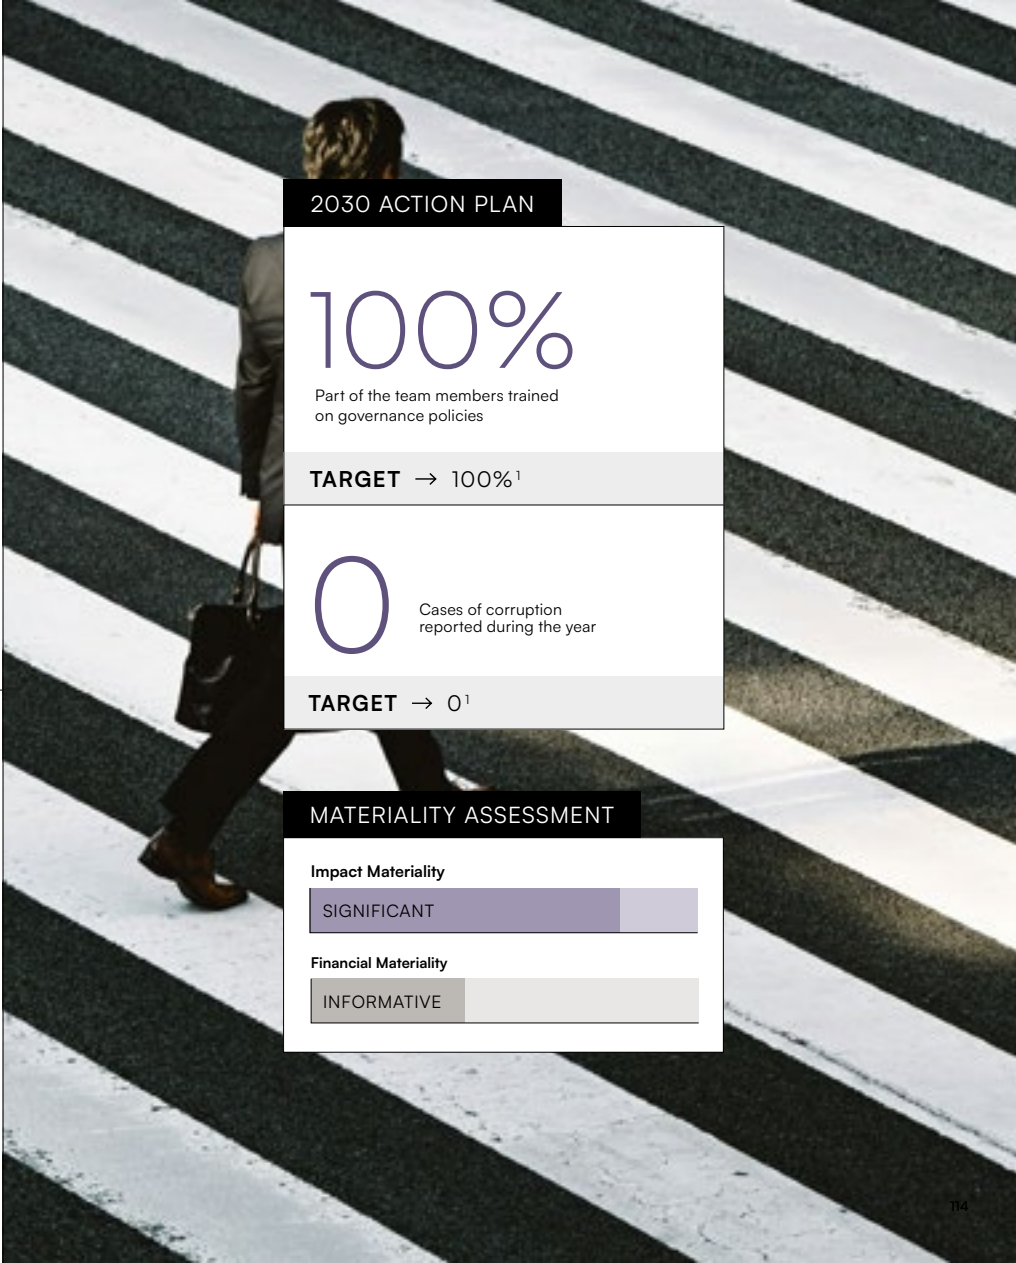 2030 ACTION PLAN
100%
Part of the team members trained
on governance policies
TARGET → 100%¹
0
Cases of corruption
reported during the year
TARGET → 0¹
MATERIALITY ASSESSMENT
Impact Materiality
SIGNIFICANT
Financial Materiality
INFORMATIVE
114